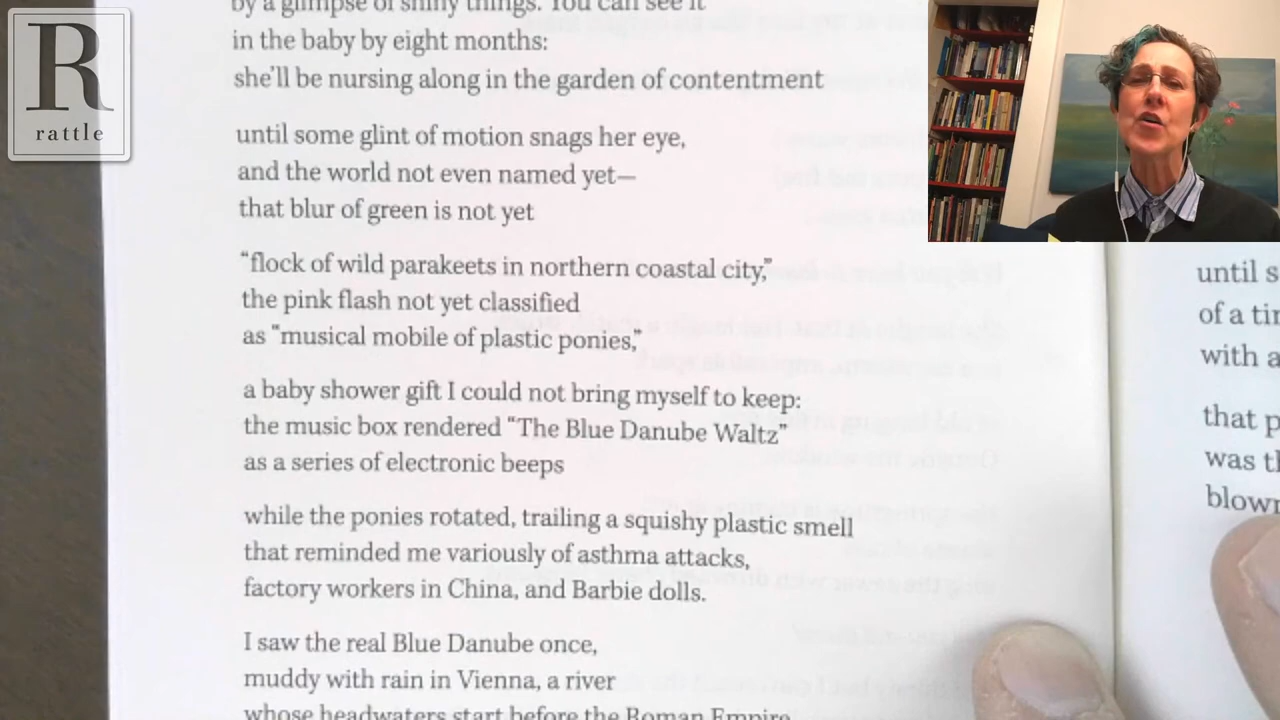 R
rattle
by a glimpse of shiny things. You can see it
in the baby by eight months:
she'll be nursing along in the garden of contentment
until some glint of motion snags her eye,
and the world not even named yet—
that blur of green is not yet
“flock of wild parakeets in northern coastal city,”
the pink flash not yet classified
as “musical mobile of plastic ponies,”
a baby shower gift I could not bring myself to keep:
the music box rendered “The Blue Danube Waltz”
as a series of electronic beeps
while the ponies rotated, trailing a squishy plastic smell
that reminded me variously of asthma attacks,
factory workers in China, and Barbie dolls.
I saw the real Blue Danube once,
muddy with rain in Vienna, a river
whose headwaters start before the Roman Empire
until s
of a tin
with a
that p
was th
blown